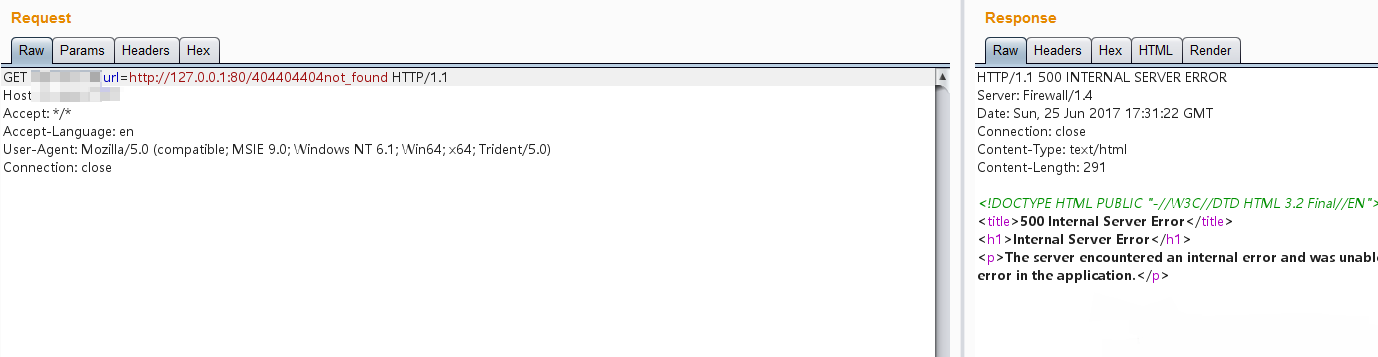 Request
Raw Params Headers Hex
GET url=http://127.0.0.1:80/404404404not_found HTTP/1.1
Host
Accept: */*
Accept-Language: en
User-Agent: Mozilla/5.0 (compatible; MSIE 9.0; Windows NT 6.1; Win64; x64; Trident/5.0)
Connection: close
Response
Raw Headers Hex HTML Render
HTTP/1.1 500 INTERNAL SERVER ERROR
Server: Firewall/1.4
Date: Sun, 25 Jun 2017 17:31:22 GMT
Connection: close
Content-Type: text/html
Content-Length: 291
<!DOCTYPE HTML PUBLIC "-//W3C//DTD HTML 3.2 Final//EN">
<title>500 Internal Server Error</title>
<h1>Internal Server Error</h1>
<p>The server encountered an internal error and was unabl
error in the application.</p>